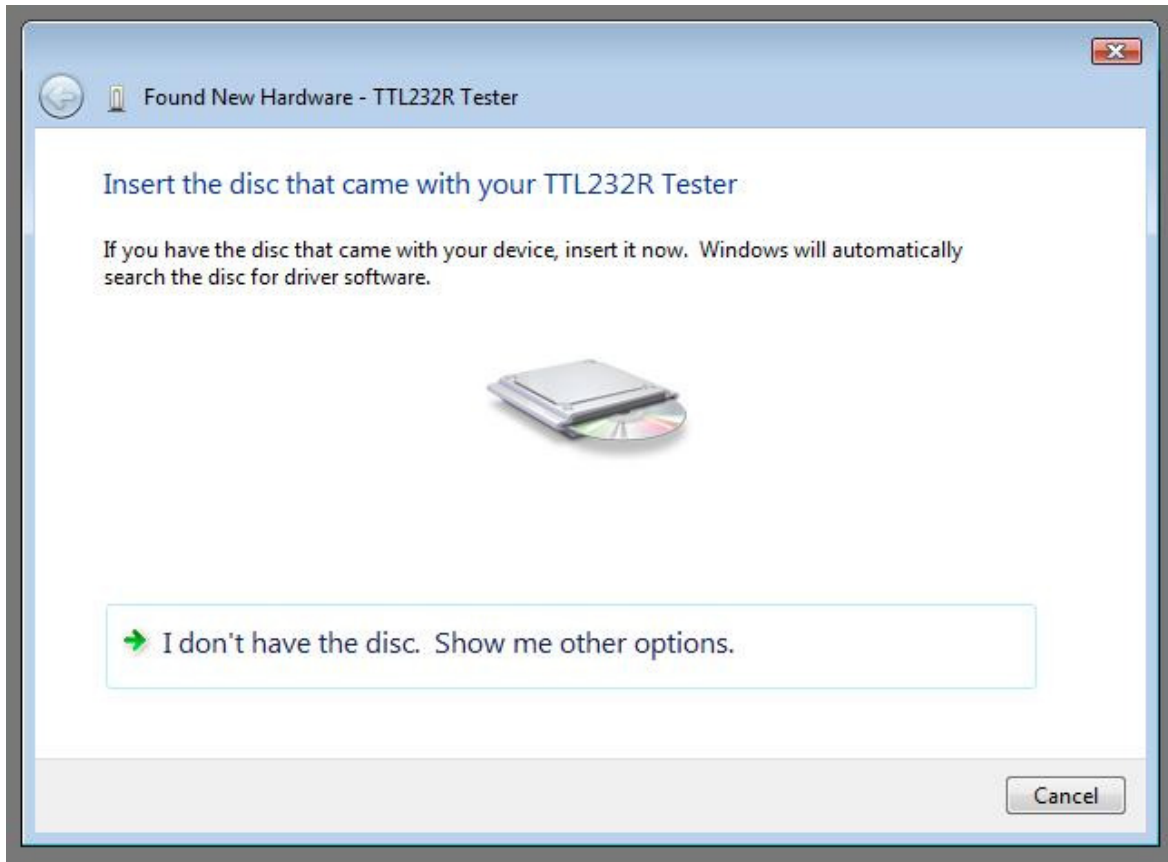 Found New Hardware - TTL232R Tester
Insert the disc that came with your TTL232R Tester
If you have the disc that came with your device, insert it now.  Windows will automatically
search the disc for driver software.
I don't have the disc.  Show me other options.
Cancel